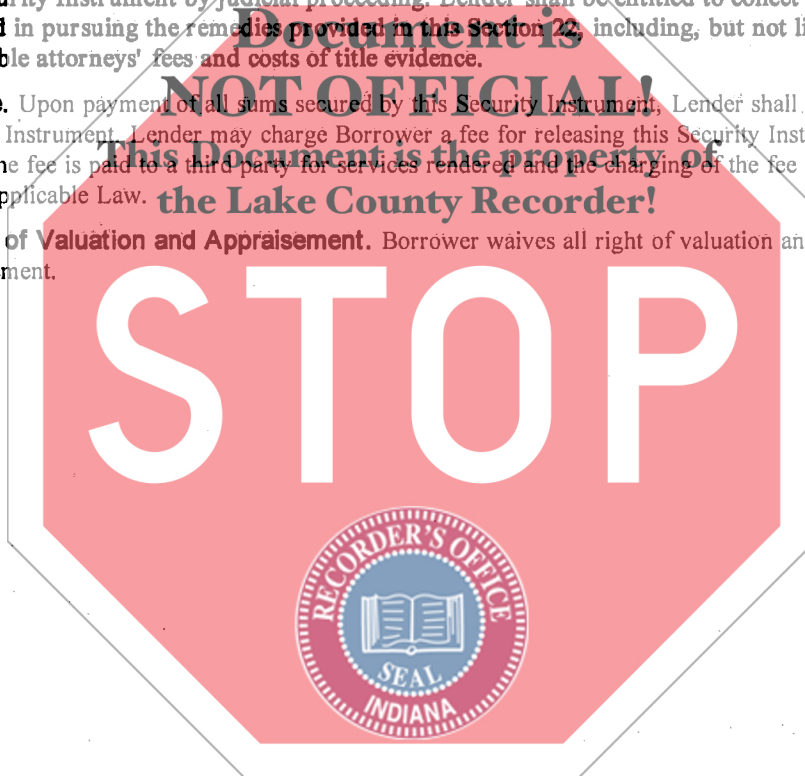 rity Instrument by judicial proceeding. Lender shall be entitled to collect
Document is
in pursuing the remedies provided in this Section 22, including, but not li
ble attorneys' fees and costs of title evidence.
NOT OFFICIAL!
. Upon payment of all sums secured by this Security Instrument, Lender shall
Instrument. Lender may charge Borrower a fee for releasing this Security Inst
This Document is the property of
e fee is paid to a third party for services rendered and the charging of the fee
pplicable Law.
the Lake County Recorder!
of Valuation and Appraisement. Borrower waives all right of valuation an
ment.
STOP
RECORDER'S OFFICE
SEAL
INDIANA